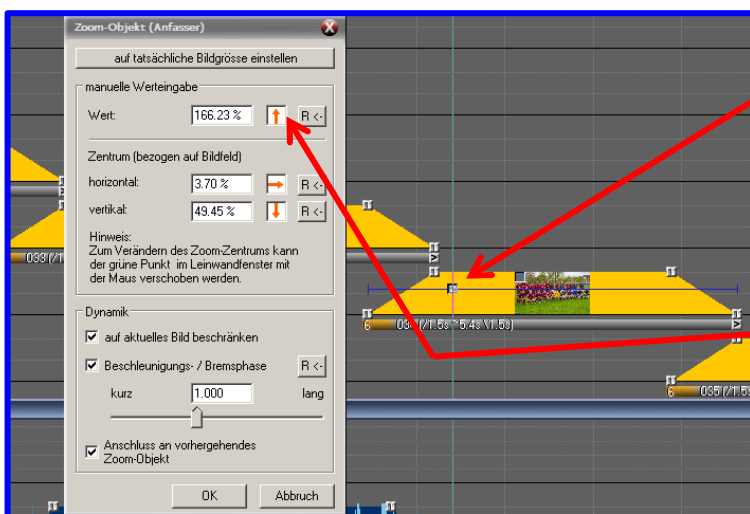 Zoom-Objekt (Anfasser)
auf tatsächliche Bildgrösse einstellen
manuelle Werteingabe
Wert:
166.23 %
R <-
Zentrum (bezogen auf Bildfeld)
horizontal:
3.70 %
R <-
vertikal:
49.45 %
R <-
Hinweis:
Zum Verändern des Zoom-Zentrums kann
der grüne Punkt im Leinwandfenster mit
der Maus verschoben werden.
Dynamik
auf aktuelles Bild beschränken
Beschleunigungs- / Bremsphase
R <-
kurz
1.000
lang
Anschluss an vorhergehendes
Zoom-Objekt
OK
Abbruch
6
6